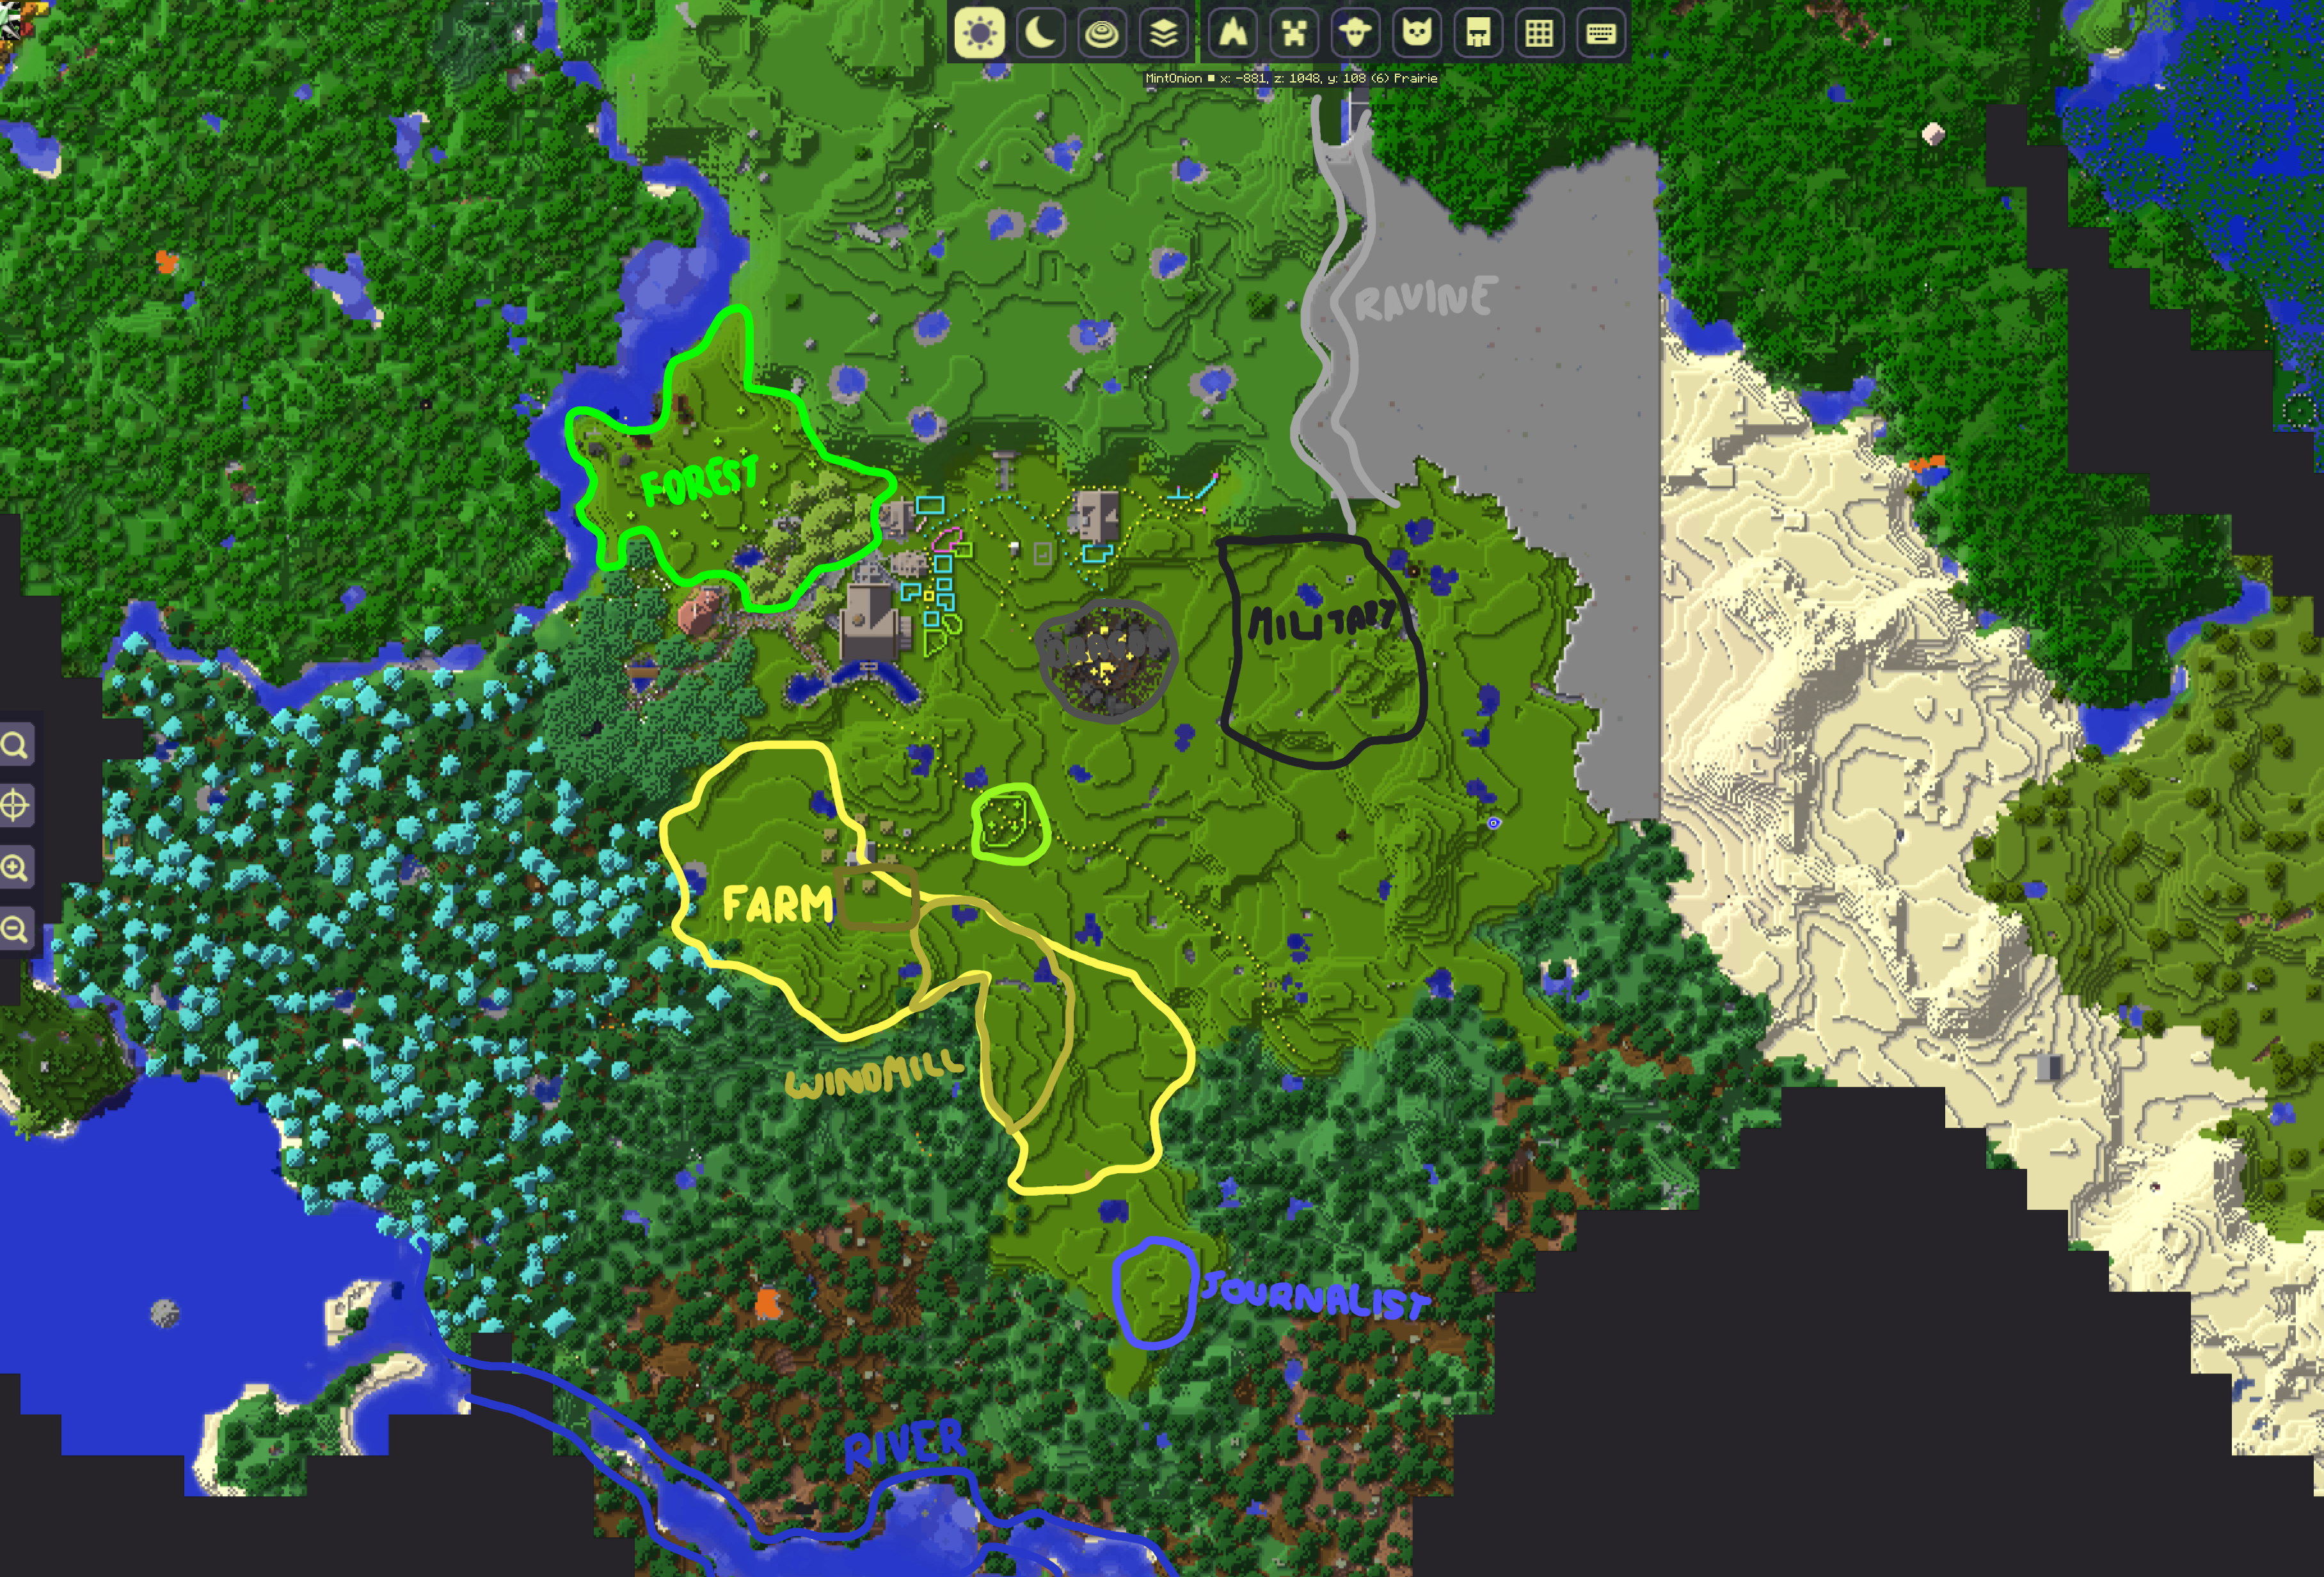 MintOnion ■ x: -881, z: 1048, y: 108 (6) Prairie
RAVINE
FOREST
MILITARY
FARM
WINDMILL
JOURNALIST
RIVER